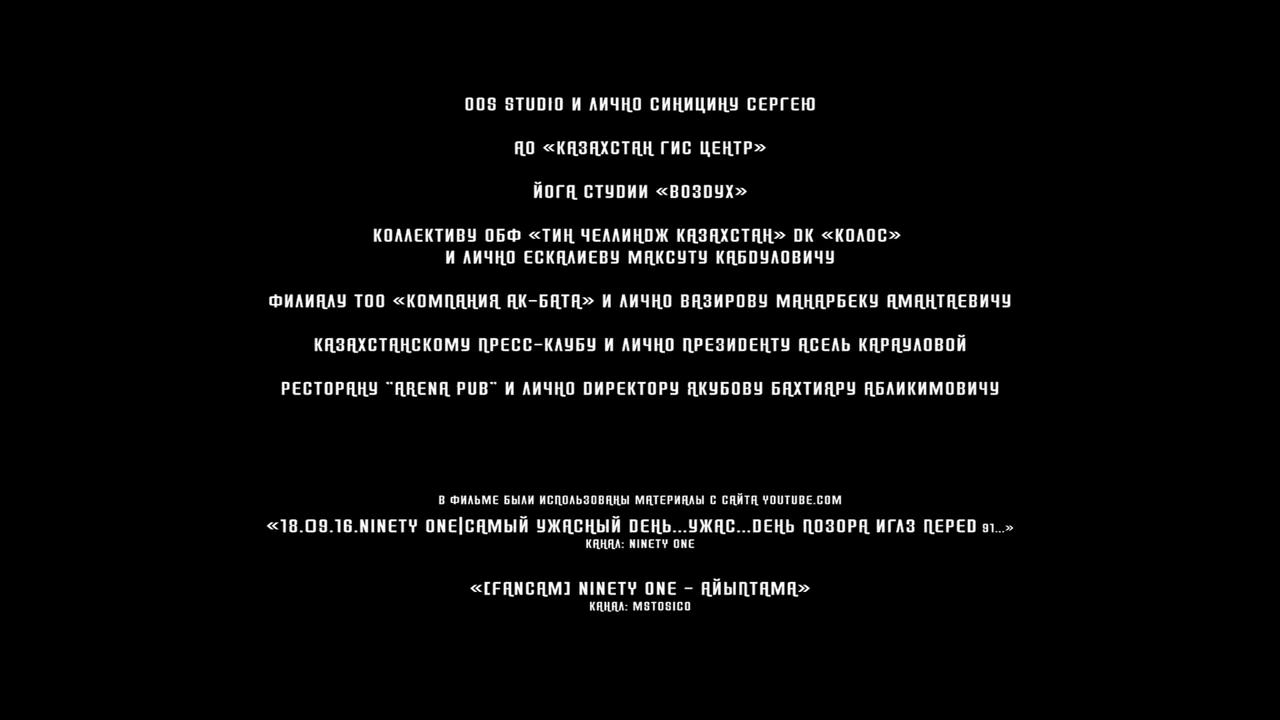 OOS STUDIO И ЛИЧНО СИНИЦИНУ СЕРГЕЮ
АО «КАЗАХСТАН ГИС ЦЕНТР»
ЙОГА СТУДИИ «ВОЗДУХ»
КОЛЛЕКТИВУ ОБФ «ТИН ЧЕЛЛИНДЖ КАЗАХСТАН» DK «КОЛОС»
И ЛИЧНО ЕСКАЛИЕВУ МАКСУТУ КАБДУЛОВИЧУ
ФИЛИАЛУ ТОО «КОМПАНИЯ АК-БАТА» И ЛИЧНО ВАЗИРОВУ МАНАРБЕКУ АМАНТАЕВИЧУ
КАЗАХСТАНСКОМУ ПРЕСС-КЛУБУ И ЛИЧНО ПРЕЗИДЕНТУ АСЕЛЬ КАРАУЛОВОЙ
РЕСТОРАНУ "ARENA PUB" И ЛИЧНО ДИРЕКТОРУ ЯКУБОВУ БАХТИЯРУ АБЛИКИМОВИЧУ
В ФИЛЬМЕ БЫЛИ ИСПОЛЬЗОВАНЫ МАТЕРИАЛЫ С САЙТА YOUTUBE.COM
«18.09.16.NINETY ONE|САМЫЙ УЖАСНЫЙ ДЕНЬ...УЖАС...ДЕНЬ ПОЗОРА ИГЛЗ ПЕРЕД 91...»
КАНАЛ: NINETY ONE
«[FANCAM] NINETY ONE - АЙЫПТАМА»
КАНАЛ: MSTOSICO